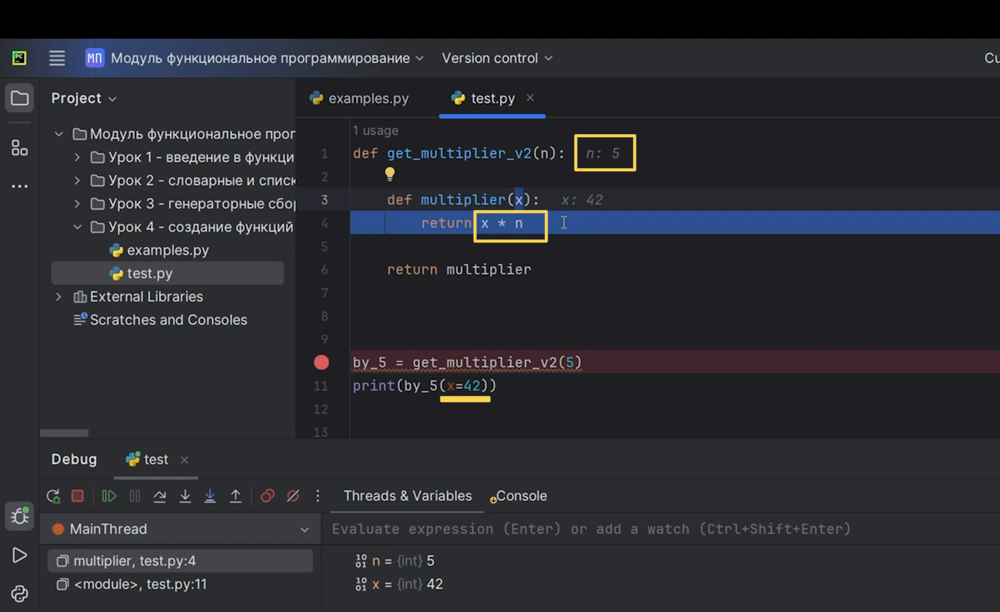 PC
МП Модуль функциональное программирование Version control Cu
Project
examples.py test.py
Модуль функциональное прог
Урок 1 - введение в функци
Урок 2 - словарные и списк
Урок 3 - генераторные сбор
Урок 4 - создание функций
examples.py
test.py
External Libraries
Scratches and Consoles
1 usage
1 def get_multiplier_v2(n): n: 5
2
3 def multiplier(x): x: 42
4 return x * n
5
6 return multiplier
7
8
9
by_5 = get_multiplier_v2(5)
11 print(by_5(x=42))
12
13
Debug test
Threads & Variables Console
MainThread
Evaluate expression (Enter) or add a watch (Ctrl+Shift+Enter)
multiplier, test.py:4
<module>, test.py:11
10 01 n = {int} 5
10 01 x = {int} 42